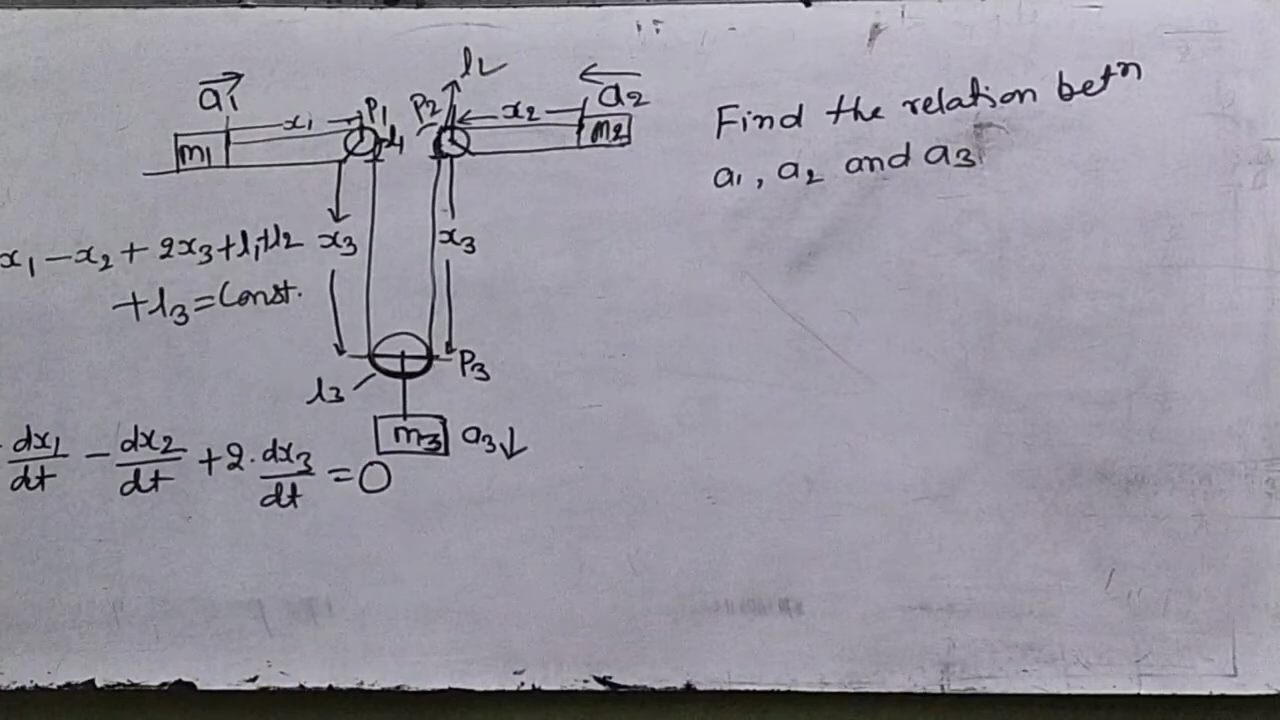 Find the relation betⁿ
a₁, a₂ and a₃
l₂
a₁
P₁ P₂
x₁
x₂
a₂
m₁
l₁
m₂
x₁ - x₂ + 2x₃ + l₁ + l₂
+ l₃ = Const.
x₃
x₃
P₃
l₃
m₃ a₃↓
dx₁/dt - dx₂/dt + 2·dx₃/dt = 0